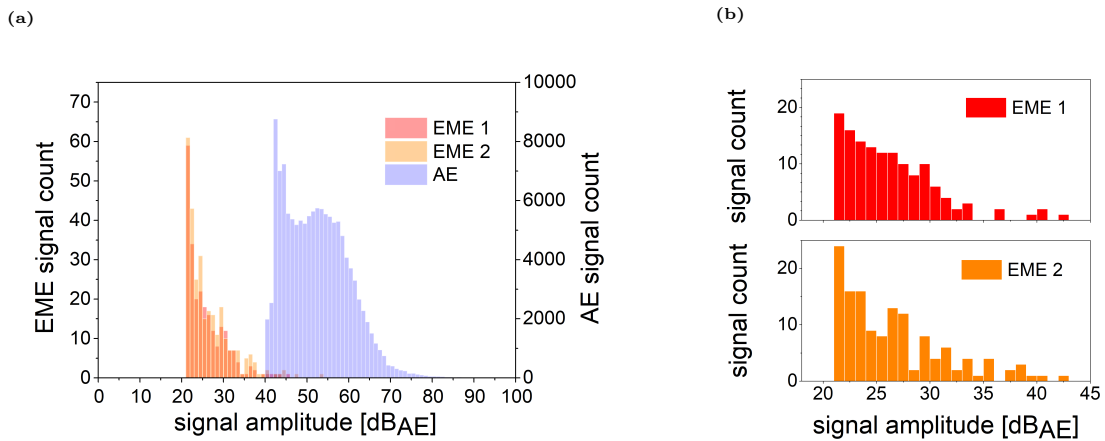 (a)
(b)
75
70
60
50
40
30
20
10
0
EME signal count
10000
8000
6000
4000
2000
0
AE signal count
EME 1
EME 2
AE
0 10 20 30 40 50 60 70 80 90 100
signal amplitude [dBAE]
20
10
0
signal count
EME 1
20
10
0
signal count
EME 2
20 25 30 35 40 45
signal amplitude [dBAE]